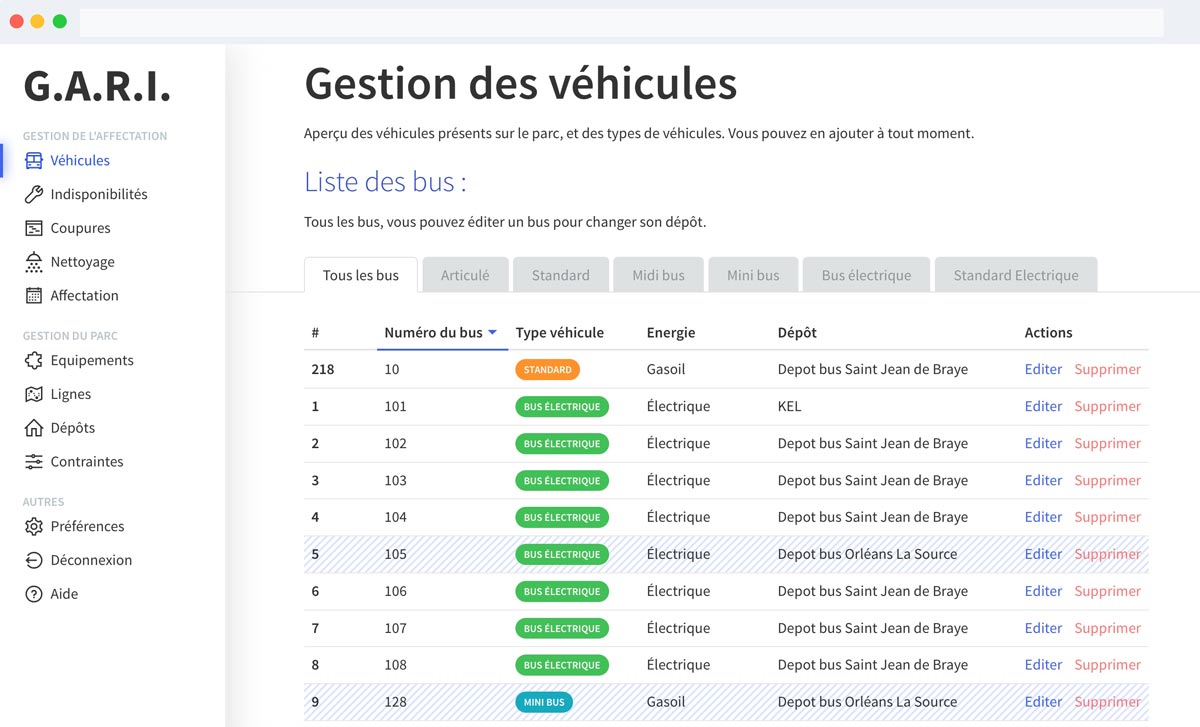 G.A.R.I.
GESTION DE L'AFFECTATION
Véhicules
Indisponibilités
Coupures
Nettoyage
Affectation
GESTION DU PARC
Equipements
Lignes
Dépôts
Contraintes
AUTRES
Préférences
Déconnexion
Aide
Gestion des véhicules
Aperçu des véhicules présents sur le parc, et des types de véhicules. Vous pouvez en ajouter à tout moment.
Liste des bus :
Tous les bus, vous pouvez éditer un bus pour changer son dépôt.
Tous les bus Articulé Standard Midi bus Mini bus Bus électrique Standard Electrique
# Numéro du bus Type véhicule Energie Dépôt Actions
218 10 STANDARD Gasoil Depot bus Saint Jean de Braye Editer Supprimer
1 101 BUS ÉLECTRIQUE Électrique KEL Editer Supprimer
2 102 BUS ÉLECTRIQUE Électrique Depot bus Saint Jean de Braye Editer Supprimer
3 103 BUS ÉLECTRIQUE Électrique Depot bus Saint Jean de Braye Editer Supprimer
4 104 BUS ÉLECTRIQUE Électrique Depot bus Saint Jean de Braye Editer Supprimer
5 105 BUS ÉLECTRIQUE Électrique Depot bus Orléans La Source Editer Supprimer
6 106 BUS ÉLECTRIQUE Électrique Depot bus Saint Jean de Braye Editer Supprimer
7 107 BUS ÉLECTRIQUE Électrique Depot bus Saint Jean de Braye Editer Supprimer
8 108 BUS ÉLECTRIQUE Électrique Depot bus Saint Jean de Braye Editer Supprimer
9 128 MINI BUS Gasoil Depot bus Orléans La Source Editer Supprimer